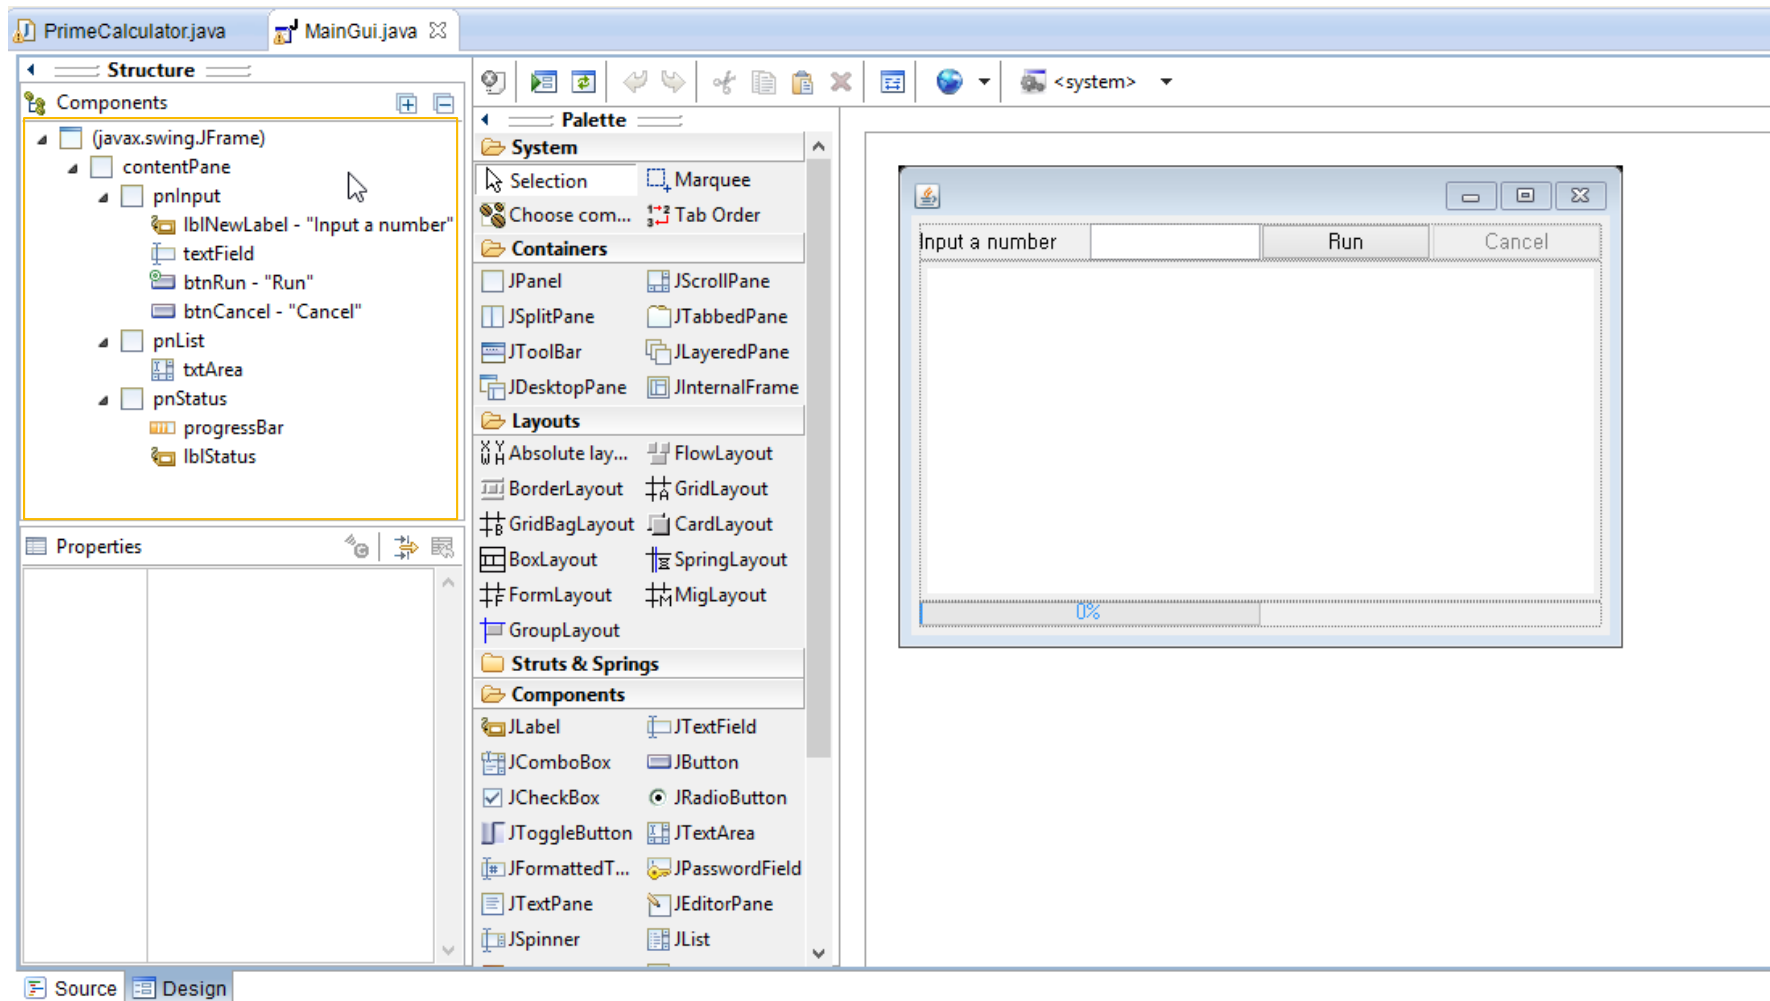 PrimeCalculator.java
MainGui.java
Structure
Components
(javax.swing.JFrame)
contentPane
pnInput
lblNewLabel - "Input a number"
textField
btnRun - "Run"
btnCancel - "Cancel"
pnList
txtArea
pnStatus
progressBar
lblStatus
Properties
<system>
Palette
System
Selection Marquee
Choose com... Tab Order
Containers
JPanel JScrollPane
JSplitPane JTabbedPane
JToolBar JLayeredPane
JDesktopPane JInternalFrame
Layouts
Absolute lay... FlowLayout
BorderLayout GridLayout
GridBagLayout CardLayout
BoxLayout SpringLayout
FormLayout MigLayout
GroupLayout
Struts & Springs
Components
JLabel JTextField
JComboBox JButton
JCheckBox JRadioButton
JToggleButton JTextArea
JFormattedT... JPasswordField
JTextPane JEditorPane
JSpinner JList
Input a number Run Cancel
0%
Source Design